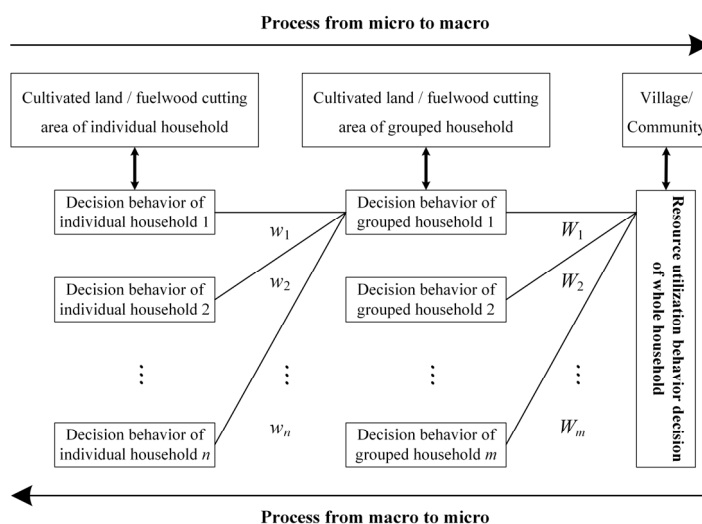 Process from micro to macro
Cultivated land / fuelwood cutting
area of individual household
Cultivated land / fuelwood cutting
area of grouped household
Village/
Community
Decision behavior of
individual household 1
Decision behavior of
grouped household 1
w1
W1
w2
W2
Decision behavior of
individual household 2
Decision behavior of
grouped household 2
Resource utilization behavior decision
of whole household
⋮
⋮
⋮
⋮
wn
Wm
Decision behavior of
individual household n
Decision behavior of
grouped household m
Process from macro to micro